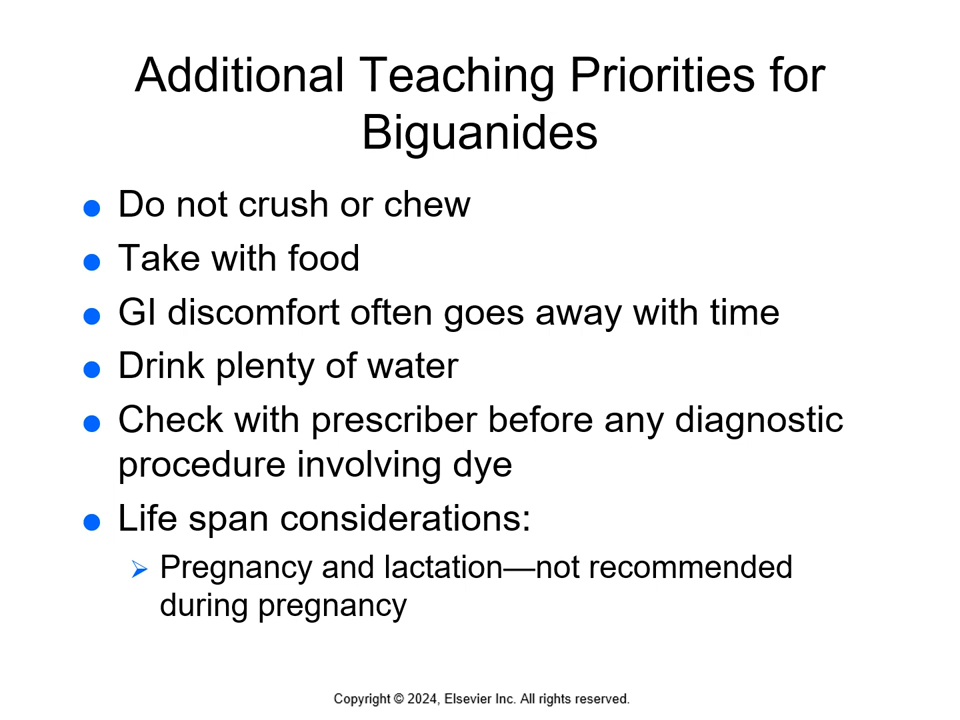 Additional Teaching Priorities for
Biguanides
● Do not crush or chew
● Take with food
● GI discomfort often goes away with time
● Drink plenty of water
● Check with prescriber before any diagnostic
procedure involving dye
● Life span considerations:
➢ Pregnancy and lactation—not recommended
during pregnancy
Copyright © 2024, Elsevier Inc. All rights reserved.